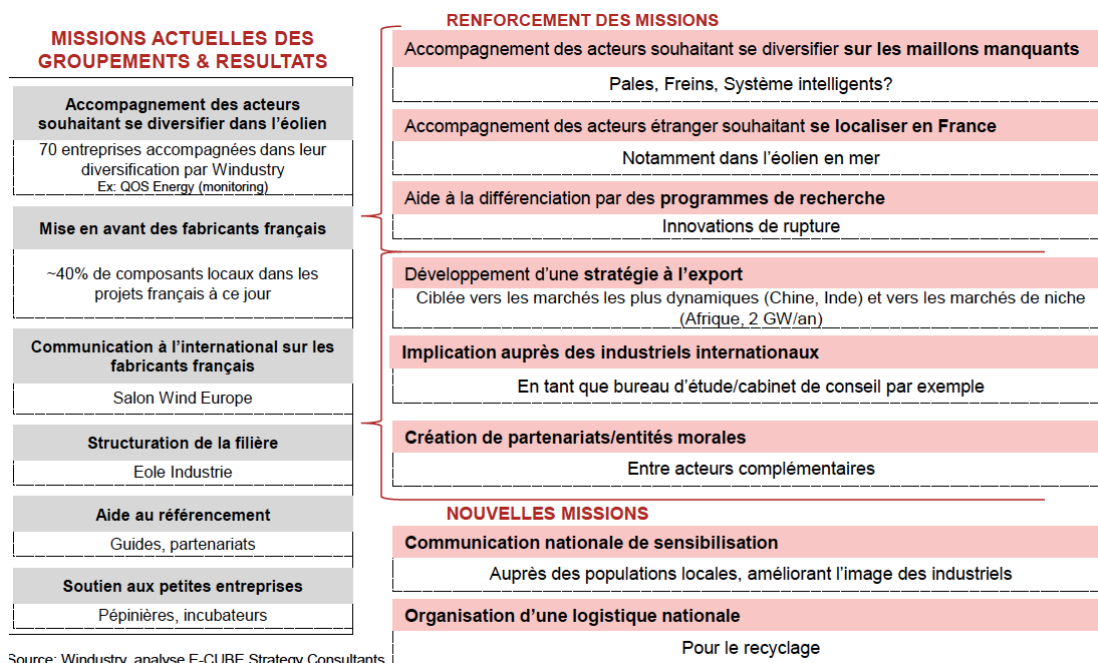 MISSIONS ACTUELLES DES
GROUPEMENTS & RESULTATS
Accompagnement des acteurs
souhaitant se diversifier dans l'éolien
70 entreprises accompagnées dans leur
diversification par Windustry
Ex: QOS Energy (monitoring)
Mise en avant des fabricants français
~40% de composants locaux dans les
projets français à ce jour
Communication à l'international sur les
fabricants français
Salon Wind Europe
Structuration de la filière
Eole Industrie
Aide au référencement
Guides, partenariats
Soutien aux petites entreprises
Pépinières, incubateurs
Source: Windustry, analyse E-CUBE Strategy Consultants
RENFORCEMENT DES MISSIONS
Accompagnement des acteurs souhaitant se diversifier sur les maillons manquants
Pales, Freins, Système intelligents?
Accompagnement des acteurs étranger souhaitant se localiser en France
Notamment dans l'éolien en mer
Aide à la différenciation par des programmes de recherche
Innovations de rupture
Développement d'une stratégie à l'export
Ciblée vers les marchés les plus dynamiques (Chine, Inde) et vers les marchés de niche
(Afrique, 2 GW/an)
Implication auprès des industriels internationaux
En tant que bureau d'étude/cabinet de conseil par exemple
Création de partenariats/entités morales
Entre acteurs complémentaires
NOUVELLES MISSIONS
Communication nationale de sensibilisation
Auprès des populations locales, améliorant l'image des industriels
Organisation d'une logistique nationale
Pour le recyclage